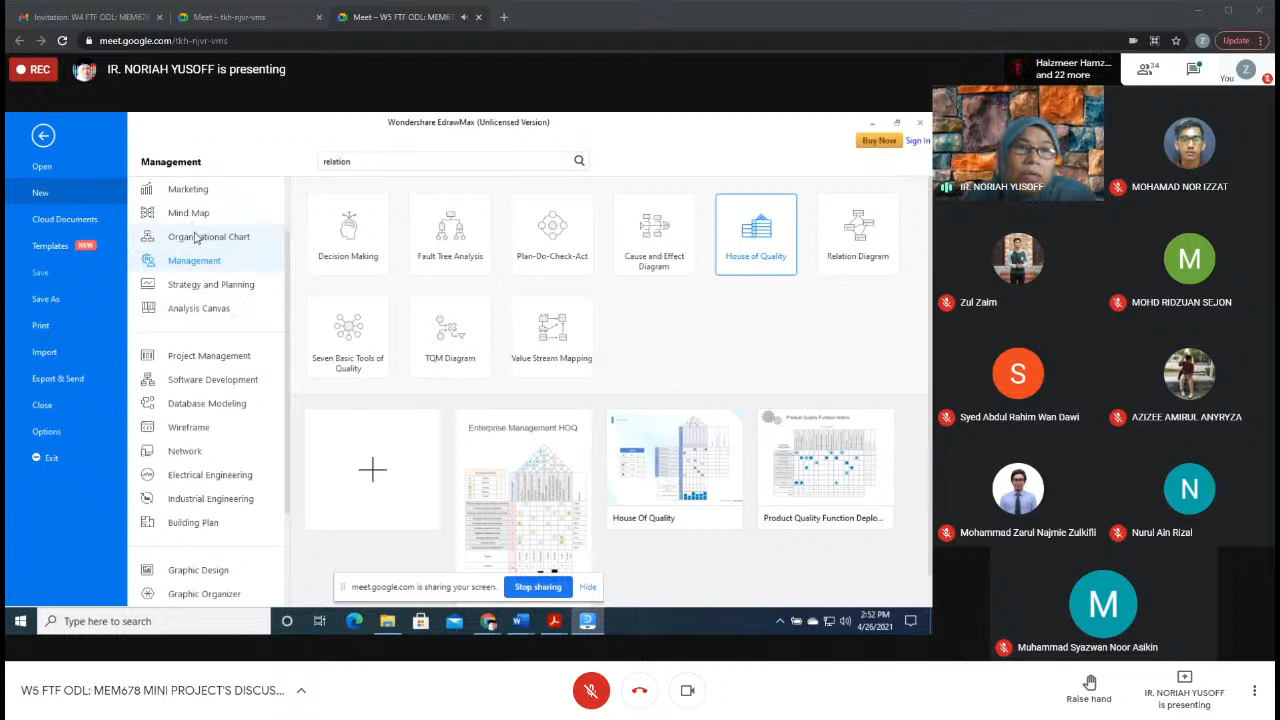 Invitation: W4 FTF ODL: MEM678
Meet – tkh-njvr-vms
Meet – W5 FTF ODL: MEM67
meet.google.com/tkh-njvr-vms
Z
Update
REC
IR. NORIAH YUSOFF is presenting
Haizmeer Hamz...
and 22 more
34
You
Z
Wondershare EdrawMax (Unlicensed Version)
Buy Now
Sign In
Open
New
Cloud Documents
Templates NEW
Save
Save As
Print
Import
Export & Send
Close
Options
Exit
Management
relation
Marketing
Mind Map
Organizational Chart
Management
Strategy and Planning
Analysis Canvas
Project Management
Software Development
Database Modeling
Wireframe
Network
Electrical Engineering
Industrial Engineering
Building Plan
Graphic Design
Graphic Organizer
Decision Making
Fault Tree Analysis
Plan-Do-Check-Act
Cause and Effect
Diagram
House of Quality
Relation Diagram
Seven Basic Tools of
Quality
TQM Diagram
Value Stream Mapping
Enterprise Management HOQ
House Of Quality
Product Quality Function Matrix
Product Quality Function Deplo...
meet.google.com is sharing your screen.
Stop sharing
Hide
Type here to search
2:52 PM
4/26/2021
IR. NORIAH YUSOFF
MOHAMAD NOR IZZAT
Zul Zaim
M
MOHD RIDZUAN SEJON
S
Syed Abdul Rahim Wan Dawi
AZIZEE AMIRUL ANYRYZA
Mohammad Zarul Najmie Zulkifli
N
Nurul Ain Rizal
M
Muhammad Syazwan Noor Asikin
W5 FTF ODL: MEM678 MINI PROJECT'S DISCUS...
Raise hand
IR. NORIAH YUSOFF
is presenting